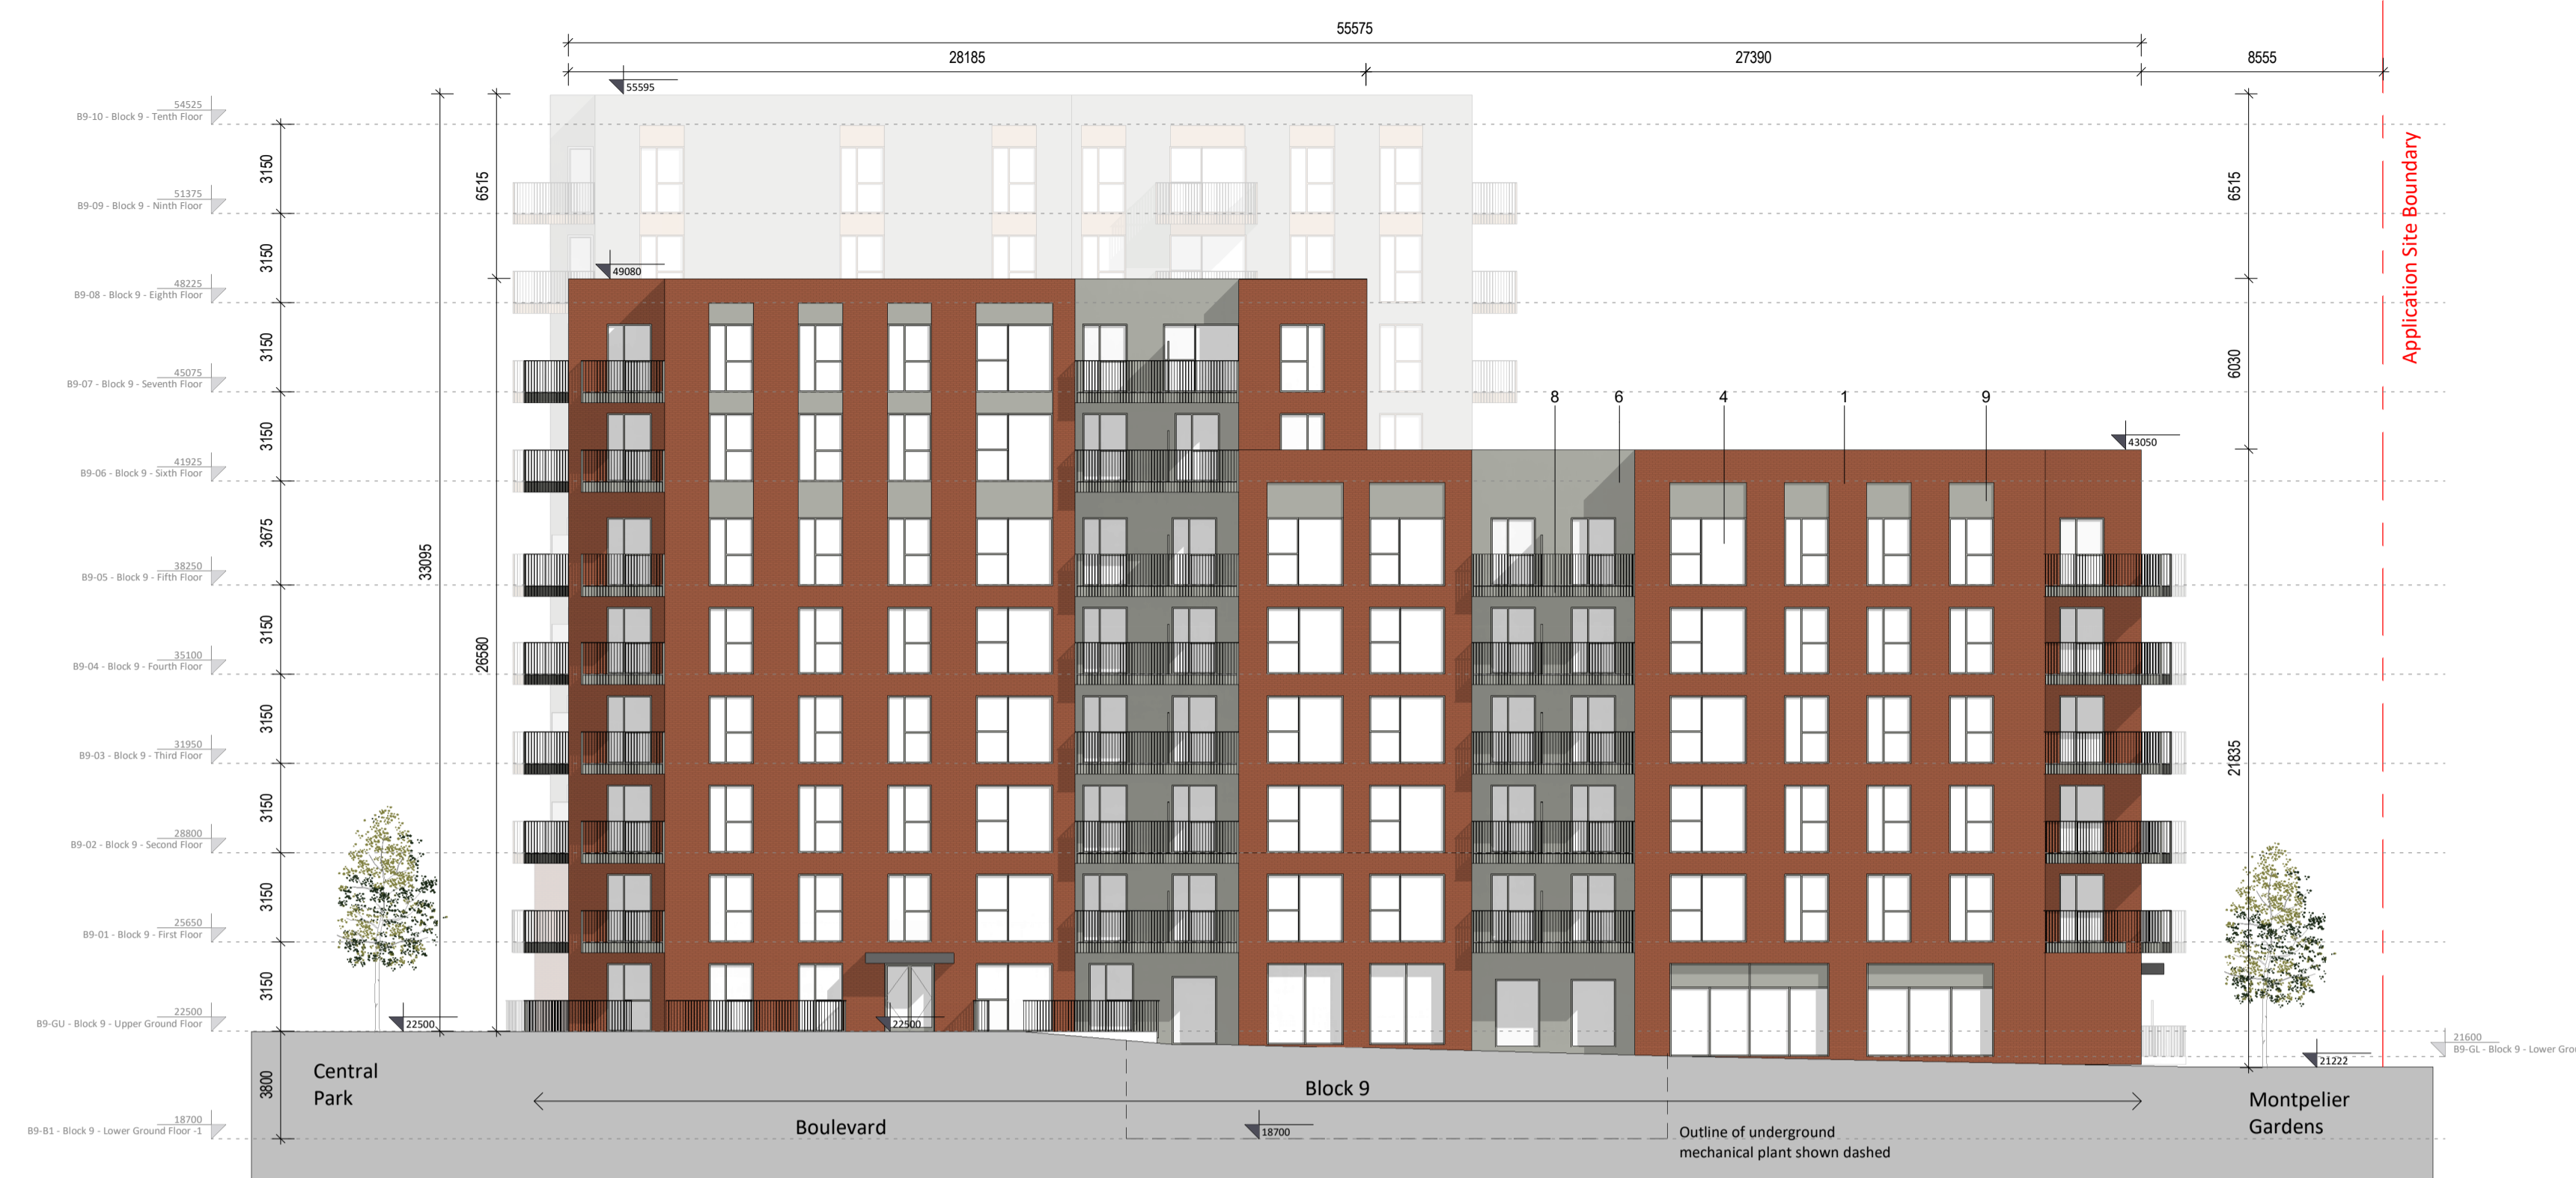 55575
28185
27390
8555
55595
54525
B9-10 - Block 9 - Tenth Floor
3150
6515
6515
51375
B9-09 - Block 9 - Ninth Floor
3150
49080
48225
B9-08 - Block 9 - Eighth Floor
3150
6030
45075
B9-07 - Block 9 - Seventh Floor
8
6
4
1
9
3150
43050
41925
B9-06 - Block 9 - Sixth Floor
3675
33095
38250
B9-05 - Block 9 - Fifth Floor
3150
26580
35100
B9-04 - Block 9 - Fourth Floor
3150
31950
B9-03 - Block 9 - Third Floor
21835
3150
28800
B9-02 - Block 9 - Second Floor
3150
25650
B9-01 - Block 9 - First Floor
3150
22500
B9-GU - Block 9 - Upper Ground Floor
22500
22500
21600
B9-GL - Block 9 - Lower Grou
21222
3800
Central
Park
Block 9
Boulevard
Montpelier
Gardens
18700
B9-B1 - Block 9 - Lower Ground Floor -1
18700
Outline of underground
mechanical plant shown dashed
Application Site Boundary